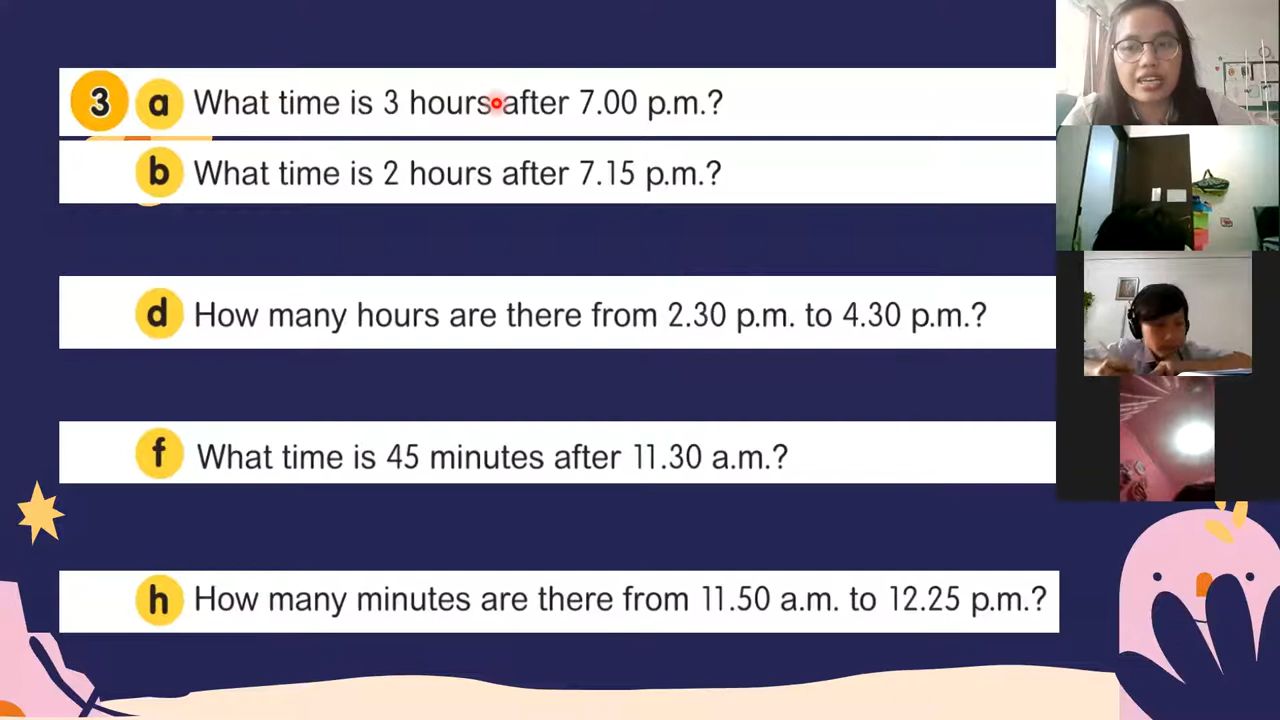 3 a What time is 3 hours after 7.00 p.m.?
b What time is 2 hours after 7.15 p.m.?
d How many hours are there from 2.30 p.m. to 4.30 p.m.?
f What time is 45 minutes after 11.30 a.m.?
h How many minutes are there from 11.50 a.m. to 12.25 p.m.?